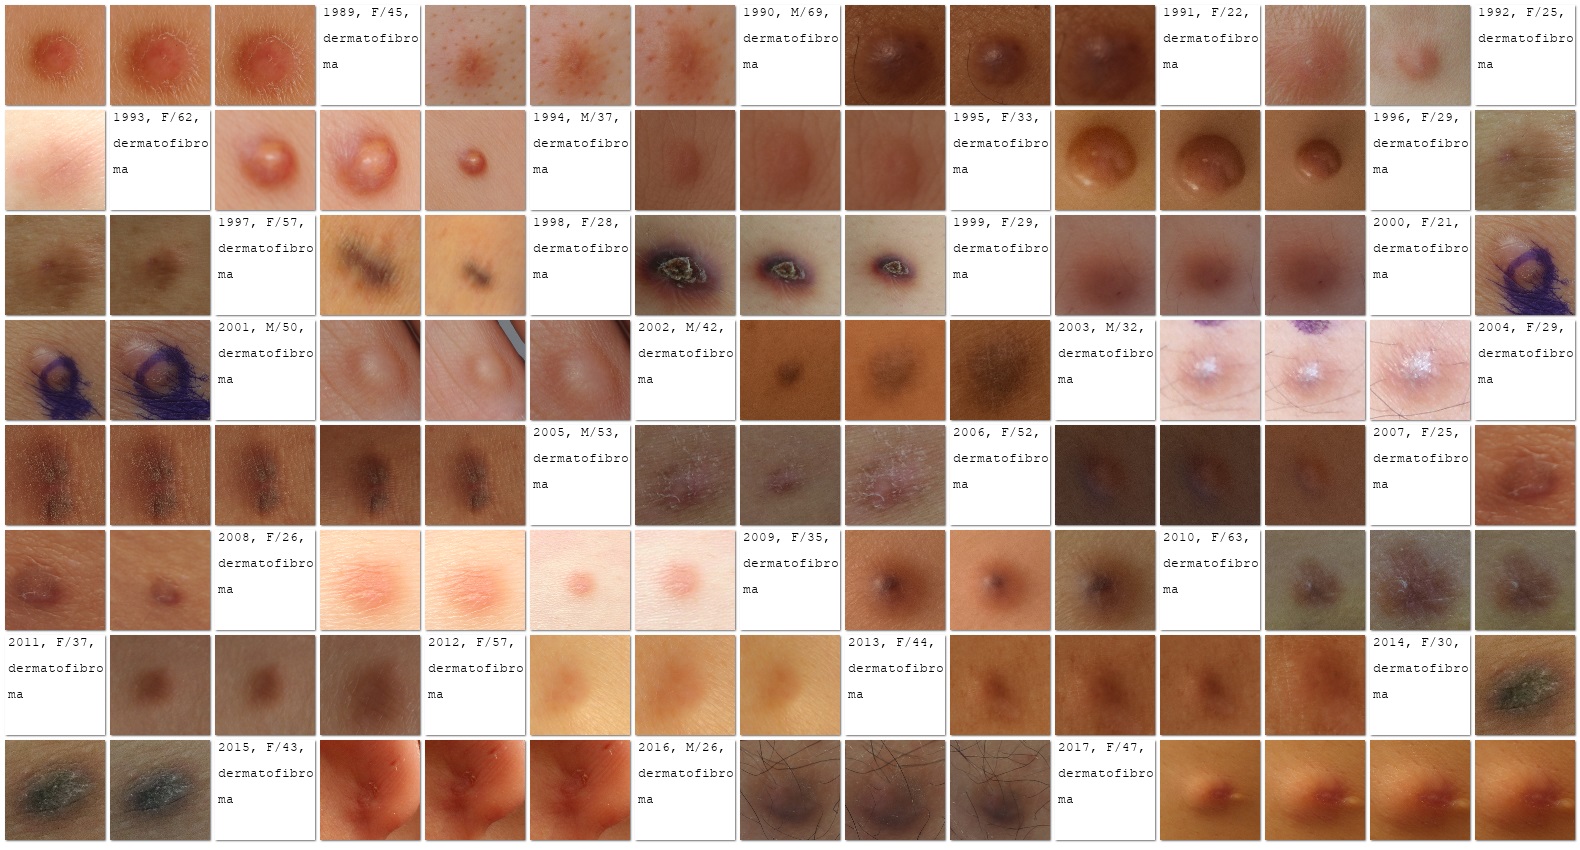 1989, F/45,
dermatofibro
ma
1990, M/69,
dermatofibro
ma
1991, F/22,
dermatofibro
ma
1992, F/25,
dermatofibro
ma
1993, F/62,
dermatofibro
ma
1994, M/37,
dermatofibro
ma
1995, F/33,
dermatofibro
ma
1996, F/29,
dermatofibro
ma
1997, F/57,
dermatofibro
ma
1998, F/28,
dermatofibro
ma
1999, F/29,
dermatofibro
ma
2000, F/21,
dermatofibro
ma
2001, M/50,
dermatofibro
ma
2002, M/42,
dermatofibro
ma
2003, M/32,
dermatofibro
ma
2004, F/29,
dermatofibro
ma
2005, M/53,
dermatofibro
ma
2006, F/52,
dermatofibro
ma
2007, F/25,
dermatofibro
ma
2008, F/26,
dermatofibro
ma
2009, F/35,
dermatofibro
ma
2010, F/63,
dermatofibro
ma
2011, F/37,
dermatofibro
ma
2012, F/57,
dermatofibro
ma
2013, F/44,
dermatofibro
ma
2014, F/30,
dermatofibro
ma
2015, F/43,
dermatofibro
ma
2016, M/26,
dermatofibro
ma
2017, F/47,
dermatofibro
ma